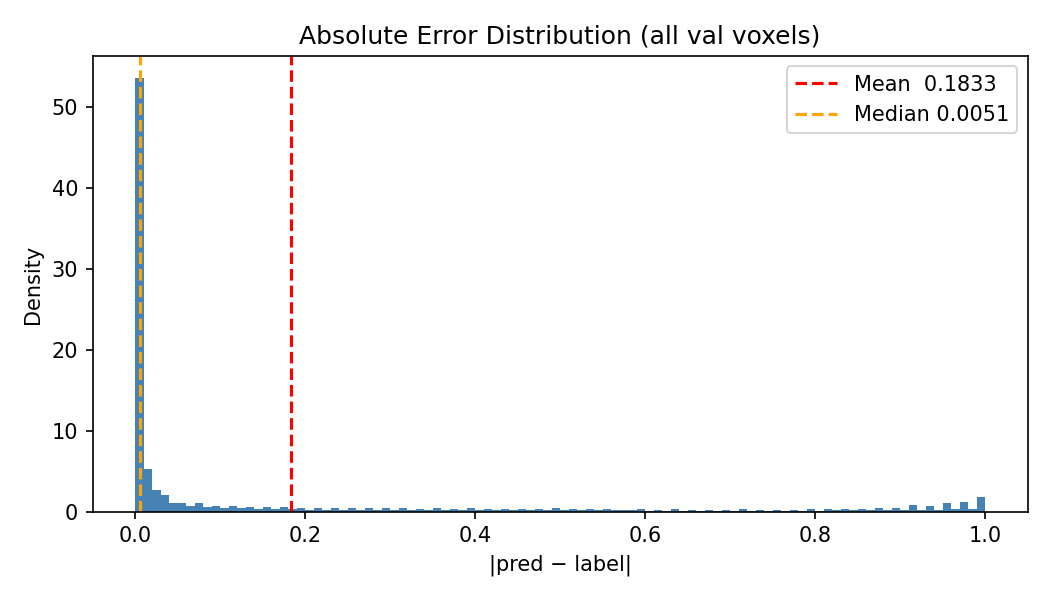 Absolute Error Distribution (all val voxels)
Mean  0.1833
Median 0.0051
Density
50
40
30
20
10
0
0.0 0.2 0.4 0.6 0.8 1.0
|pred − label|